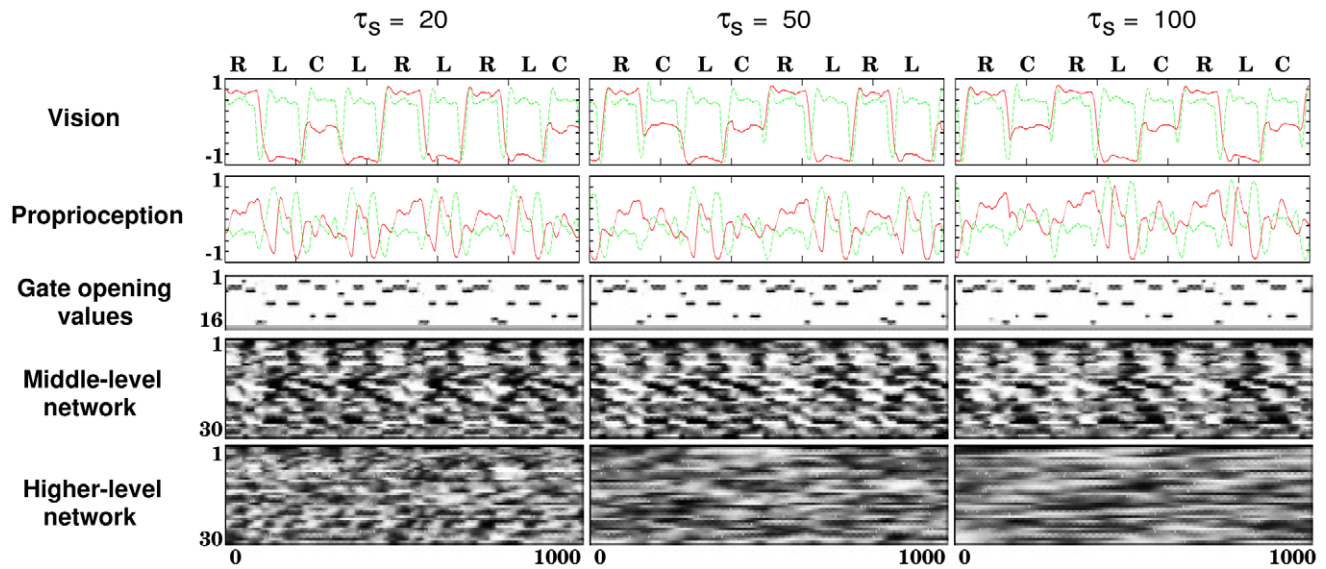 τS = 20 τS = 50 τS = 100
R L C L R L R L C R C L C R L R L R C R L C R L C
Vision
1
-1
Proprioception
1
-1
Gate opening
values
1
16
Middle-level
network
1
30
Higher-level
network
1
30
0 1000 0 1000 0 1000